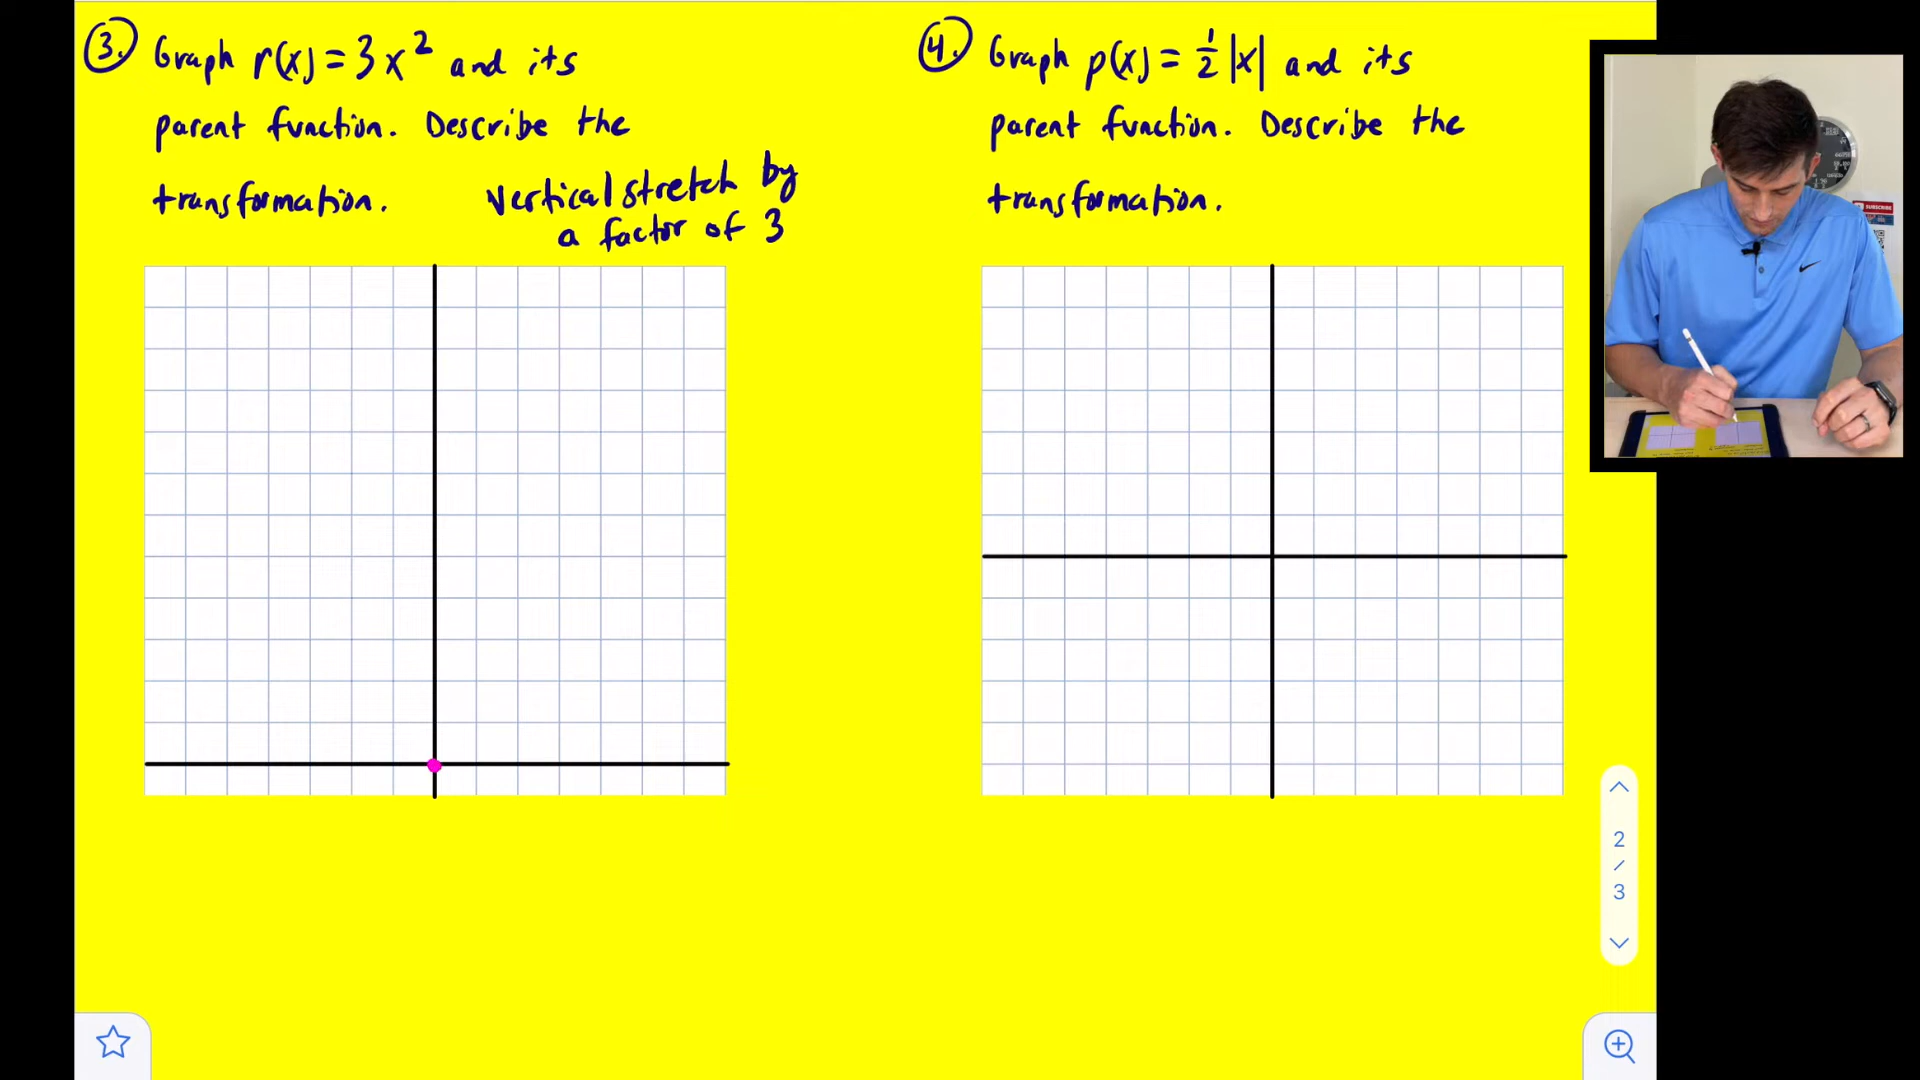 3. Graph r(x) = 3x² and its
parent function. Describe the
transformation.
Vertical stretch by
a factor of 3
4. Graph p(x) = 1/2 |x| and its
parent function. Describe the
transformation.
SUBSCRIBE
2
/
3